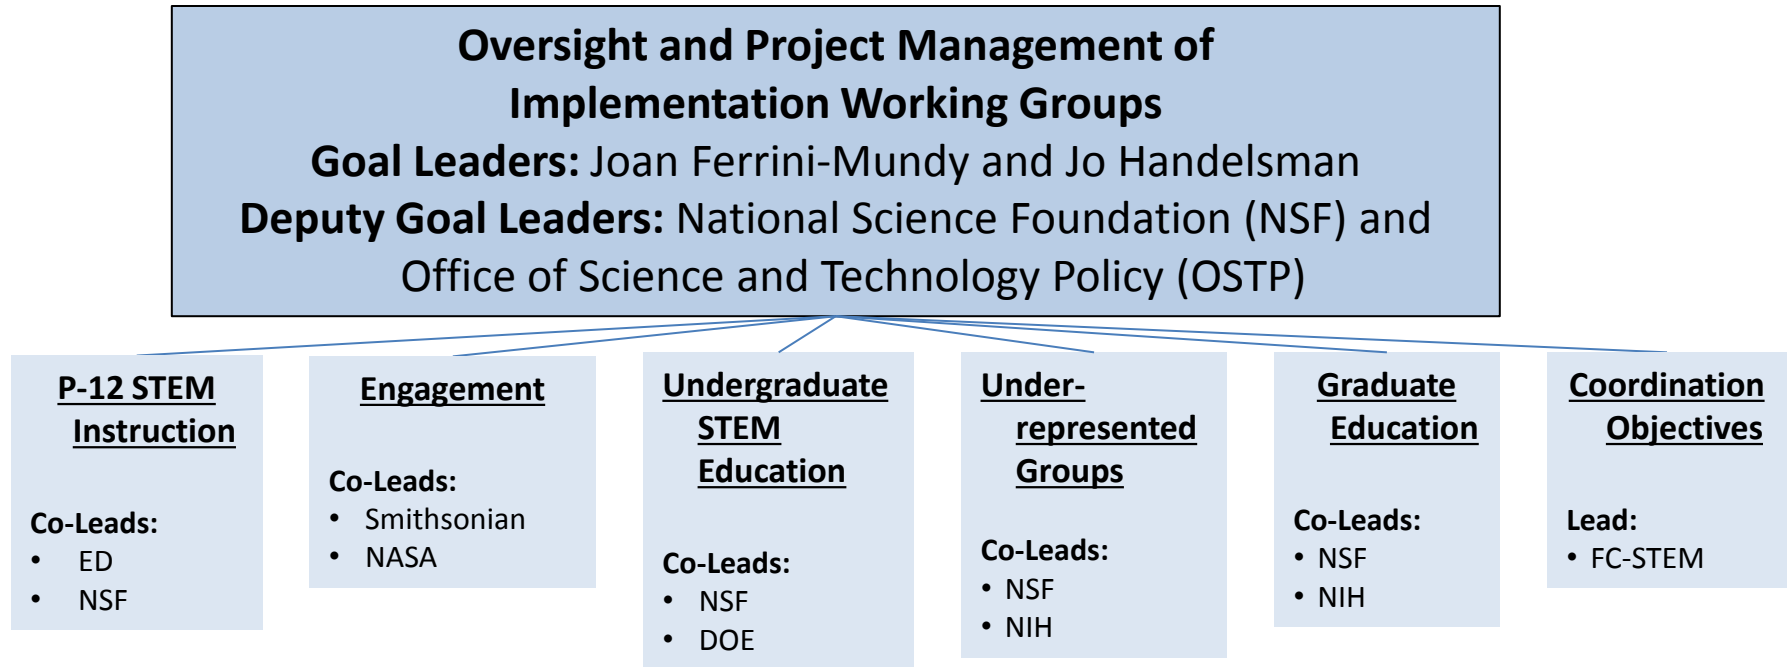 Oversight and Project Management of
Implementation Working Groups
Goal Leaders: Joan Ferrini-Mundy and Jo Handelsman
Deputy Goal Leaders: National Science Foundation (NSF) and
Office of Science and Technology Policy (OSTP)
P-12 STEM
Instruction
Co-Leads:
• ED
• NSF
Engagement
Co-Leads:
• Smithsonian
• NASA
Undergraduate
STEM
Education
Co-Leads:
• NSF
• DOE
Under-
represented
Groups
Co-Leads:
• NSF
• NIH
Graduate
Education
Co-Leads:
• NSF
• NIH
Coordination
Objectives
Lead:
• FC-STEM